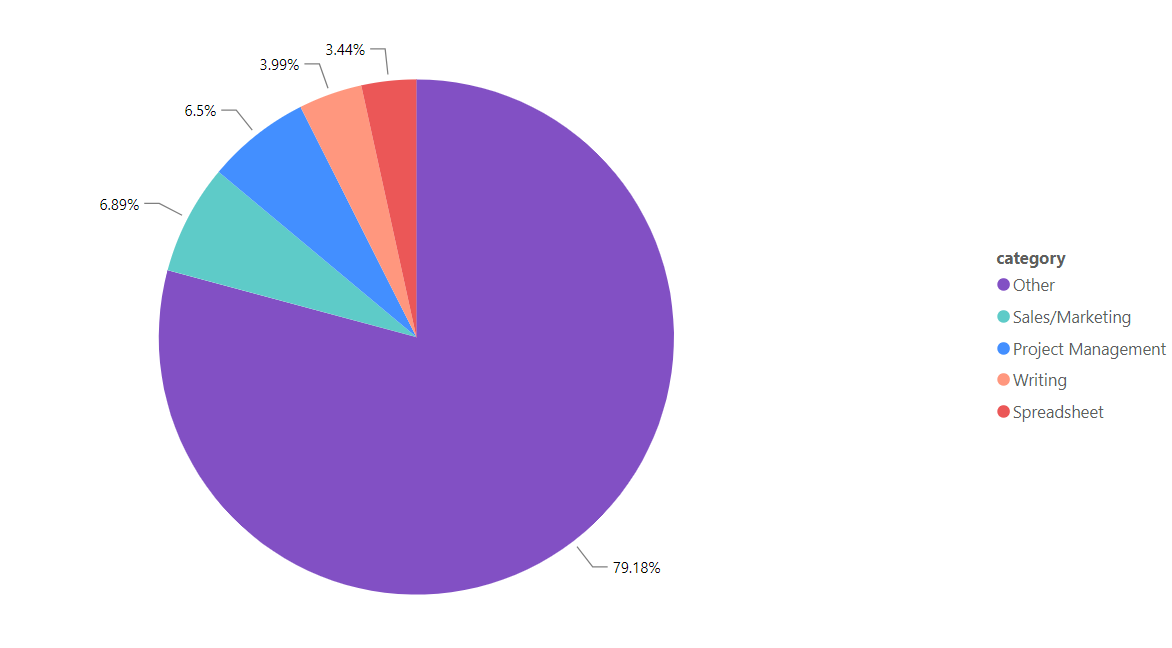 3.44%
3.99%
6.5%
6.89%
79.18%
category
Other
Sales/Marketing
Project Management
Writing
Spreadsheet